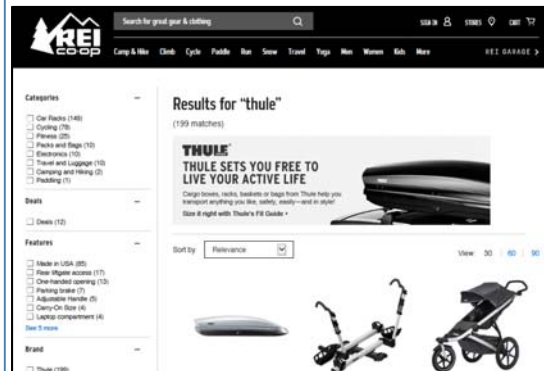 REI
CO·OP
Search for great gear & clothing
SIGN IN
STORES
CART
Camp & Hike Climb Cycle Paddle Run Snow Travel Yoga Men Women Kids More
REI GARAGE >
Categories
Car Racks (149)
Cycling (78)
Fitness (25)
Packs and Bags (10)
Electronics (10)
Travel and Luggage (10)
Camping and Hiking (2)
Paddling (1)
Deals
Deals (12)
Features
Made in USA (85)
Rear liftgate access (17)
One-handed opening (13)
Parking brake (7)
Adjustable Handle (5)
Carry-On Size (4)
Laptop compartment (4)
See 5 more
Brand
Thule (199)
Results for "thule"
(199 matches)
THULE
THULE SETS YOU FREE TO
LIVE YOUR ACTIVE LIFE
Cargo boxes, racks, baskets or bags from Thule help you
transport anything you like, safely, easily—and in style!
Size it right with Thule's Fit Guide
Sort by Relevance
View 30 | 60 | 90